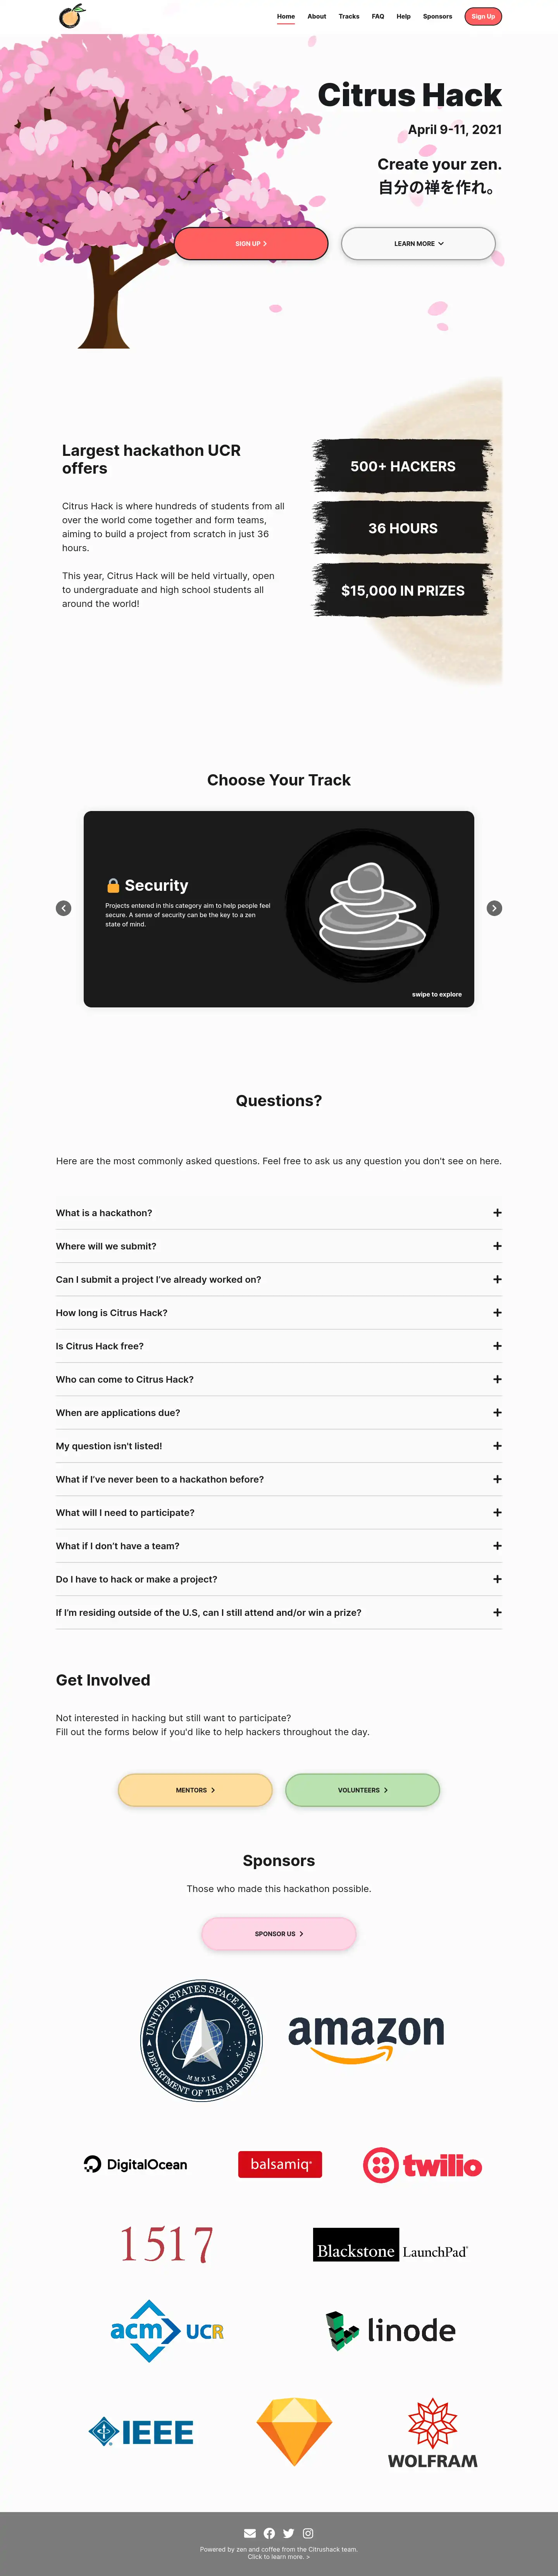 Home About Tracks FAQ Help Sponsors Sign Up
Citrus Hack
April 9-11, 2021
Create your zen.
自分の禅を作れ。
SIGN UP
LEARN MORE
Largest hackathon UCR
offers
Citrus Hack is where hundreds of students from all
over the world come together and form teams,
aiming to build a project from scratch in just 36
hours.
This year, Citrus Hack will be held virtually, open
to undergraduate and high school students all
around the world!
500+ HACKERS
36 HOURS
$15,000 IN PRIZES
Choose Your Track
Security
Projects entered in this category aim to help people feel
secure. A sense of security can be the key to a zen
state of mind.
swipe to explore
Questions?
Here are the most commonly asked questions. Feel free to ask us any question you don't see on here.
What is a hackathon?
Where will we submit?
Can I submit a project I've already worked on?
How long is Citrus Hack?
Is Citrus Hack free?
Who can come to Citrus Hack?
When are applications due?
My question isn't listed!
What if I've never been to a hackathon before?
What will I need to participate?
What if I don't have a team?
Do I have to hack or make a project?
If I'm residing outside of the U.S, can I still attend and/or win a prize?
Get Involved
Not interested in hacking but still want to participate?
Fill out the forms below if you'd like to help hackers throughout the day.
MENTORS
VOLUNTEERS
Sponsors
Those who made this hackathon possible.
SPONSOR US
UNITED STATES SPACE FORCE
DEPARTMENT OF THE AIR FORCE
MMXIX
amazon
DigitalOcean
balsamiq®
twilio
1517
Blackstone LaunchPad
acm UCR
linode
IEEE
WOLFRAM
Powered by zen and coffee from the Citrushack team.
Click to learn more. >